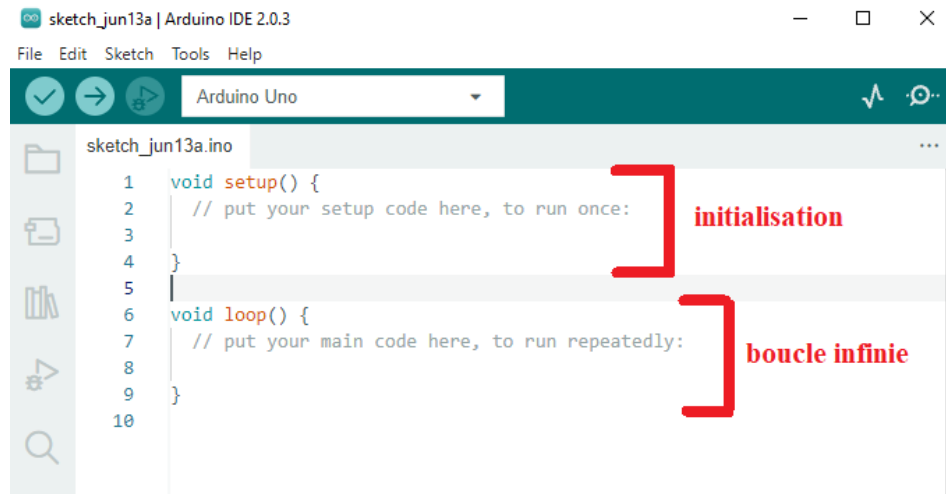 sketch_jun13a | Arduino IDE 2.0.3
File Edit Sketch Tools Help
Arduino Uno
sketch_jun13a.ino
1 void setup() {
2 // put your setup code here, to run once:
3
4 }
5
6 void loop() {
7 // put your main code here, to run repeatedly:
8
9 }
10
initialisation
boucle infinie